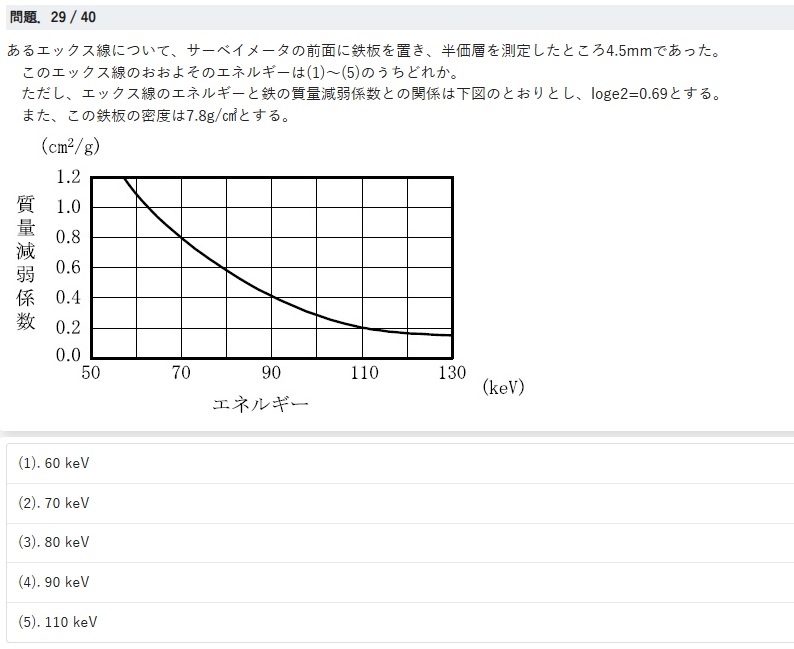 問題. 29 / 40
あるエックス線について、サーベイメータの前面に鉄板を置き、半価層を測定したところ4.5mmであった。
このエックス線のおおよそのエネルギーは(1)～(5)のうちどれか。
ただし、エックス線のエネルギーと鉄の質量減弱係数との関係は下図のとおりとし、loge2=0.69とする。
また、この鉄板の密度は7.8g/c㎥とする。
(cm²/g)
質量減弱係数
1.2
1.0
0.8
0.6
0.4
0.2
0.0
50 70 90 110 130
(keV)
エネルギー
(1). 60 keV
(2). 70 keV
(3). 80 keV
(4). 90 keV
(5). 110 keV